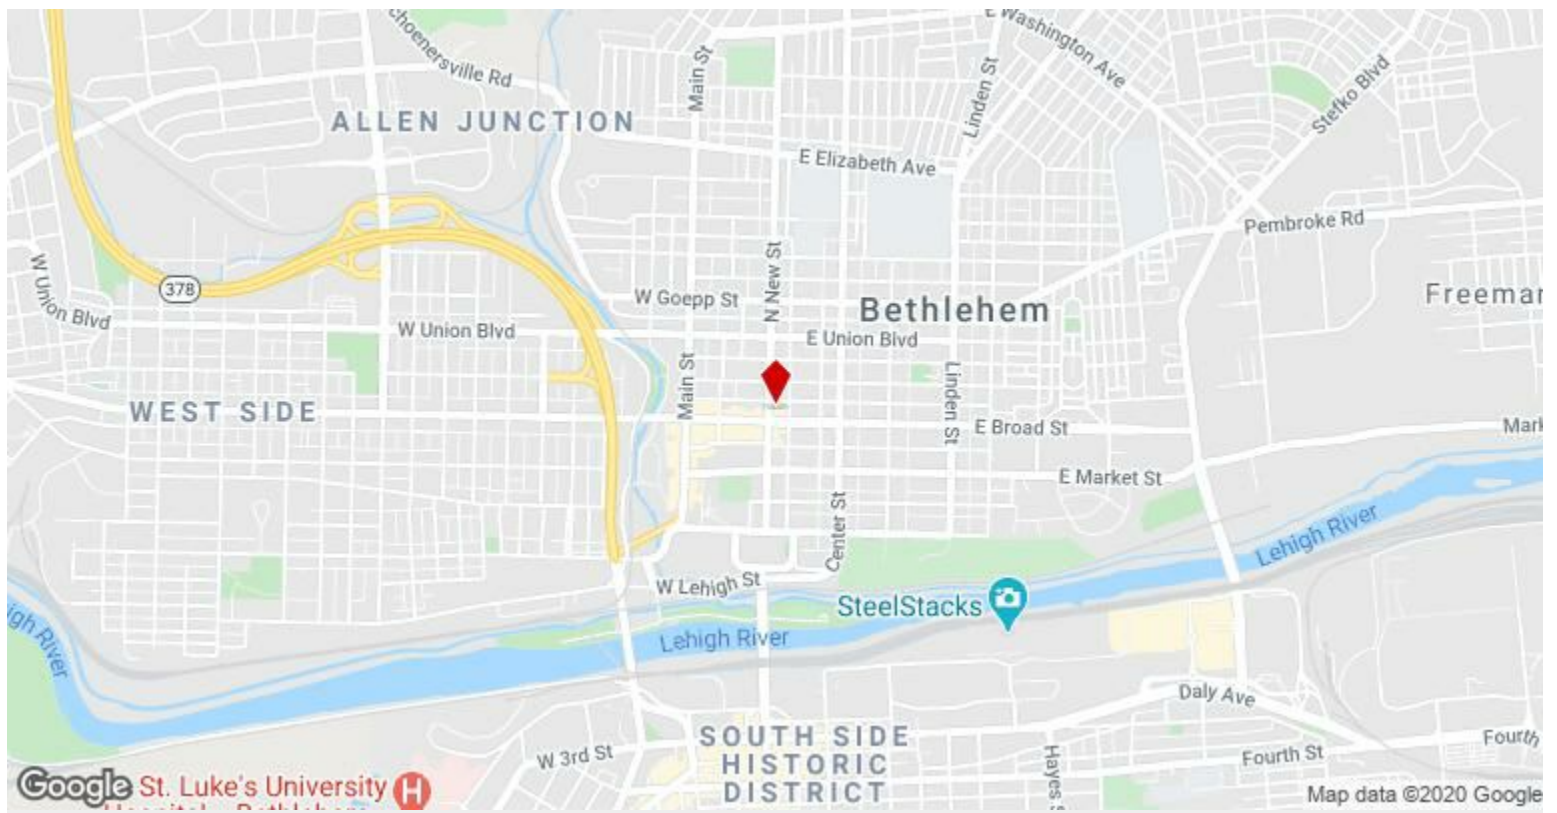 E Washington Ave
choenersville Rd
Main St
Linden St
Stefko Blvd
ALLEN JUNCTION
E Elizabeth Ave
Pembroke Rd
W Union Blvd
378
N New St
W Goepp St
Bethlehem
Freemar
W Union Blvd
E Union Blvd
Main St
Linden St
WEST SIDE
E Broad St
Mark
E Market St
Center St
Lehigh River
W Lehigh St
SteelStacks
igh River
Lehigh River
Daly Ave
SOUTH SIDE
HISTORIC
DISTRICT
W 3rd St
Hayes S
Fourth St
Fourth
Google
St. Luke's University
H
Map data ©2020 Google